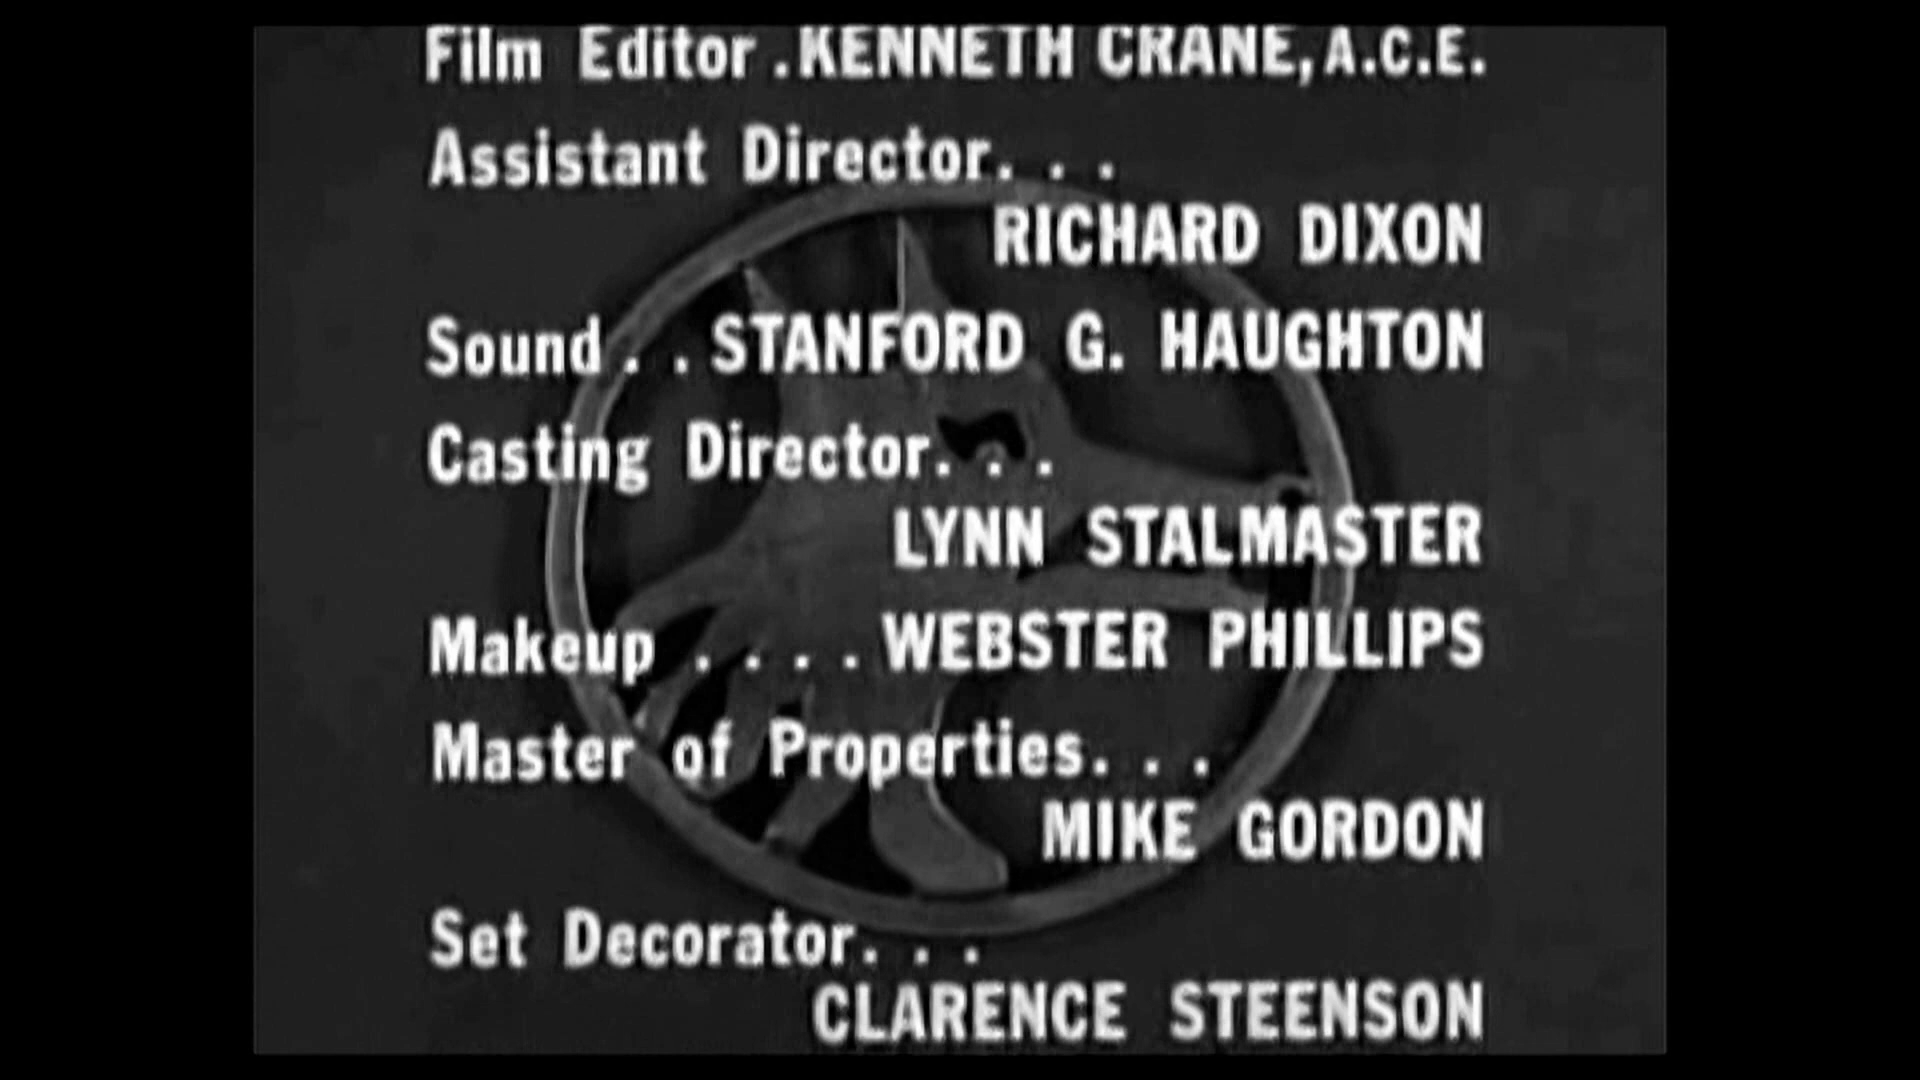 Film Editor . KENNETH CRANE, A.C.E.
Assistant Director. . .
RICHARD DIXON
Sound . . STANFORD G. HAUGHTON
Casting Director. . .
LYNN STALMASTER
Makeup . . . . WEBSTER PHILLIPS
Master of Properties. . .
MIKE GORDON
Set Decorator. . .
CLARENCE STEENSON